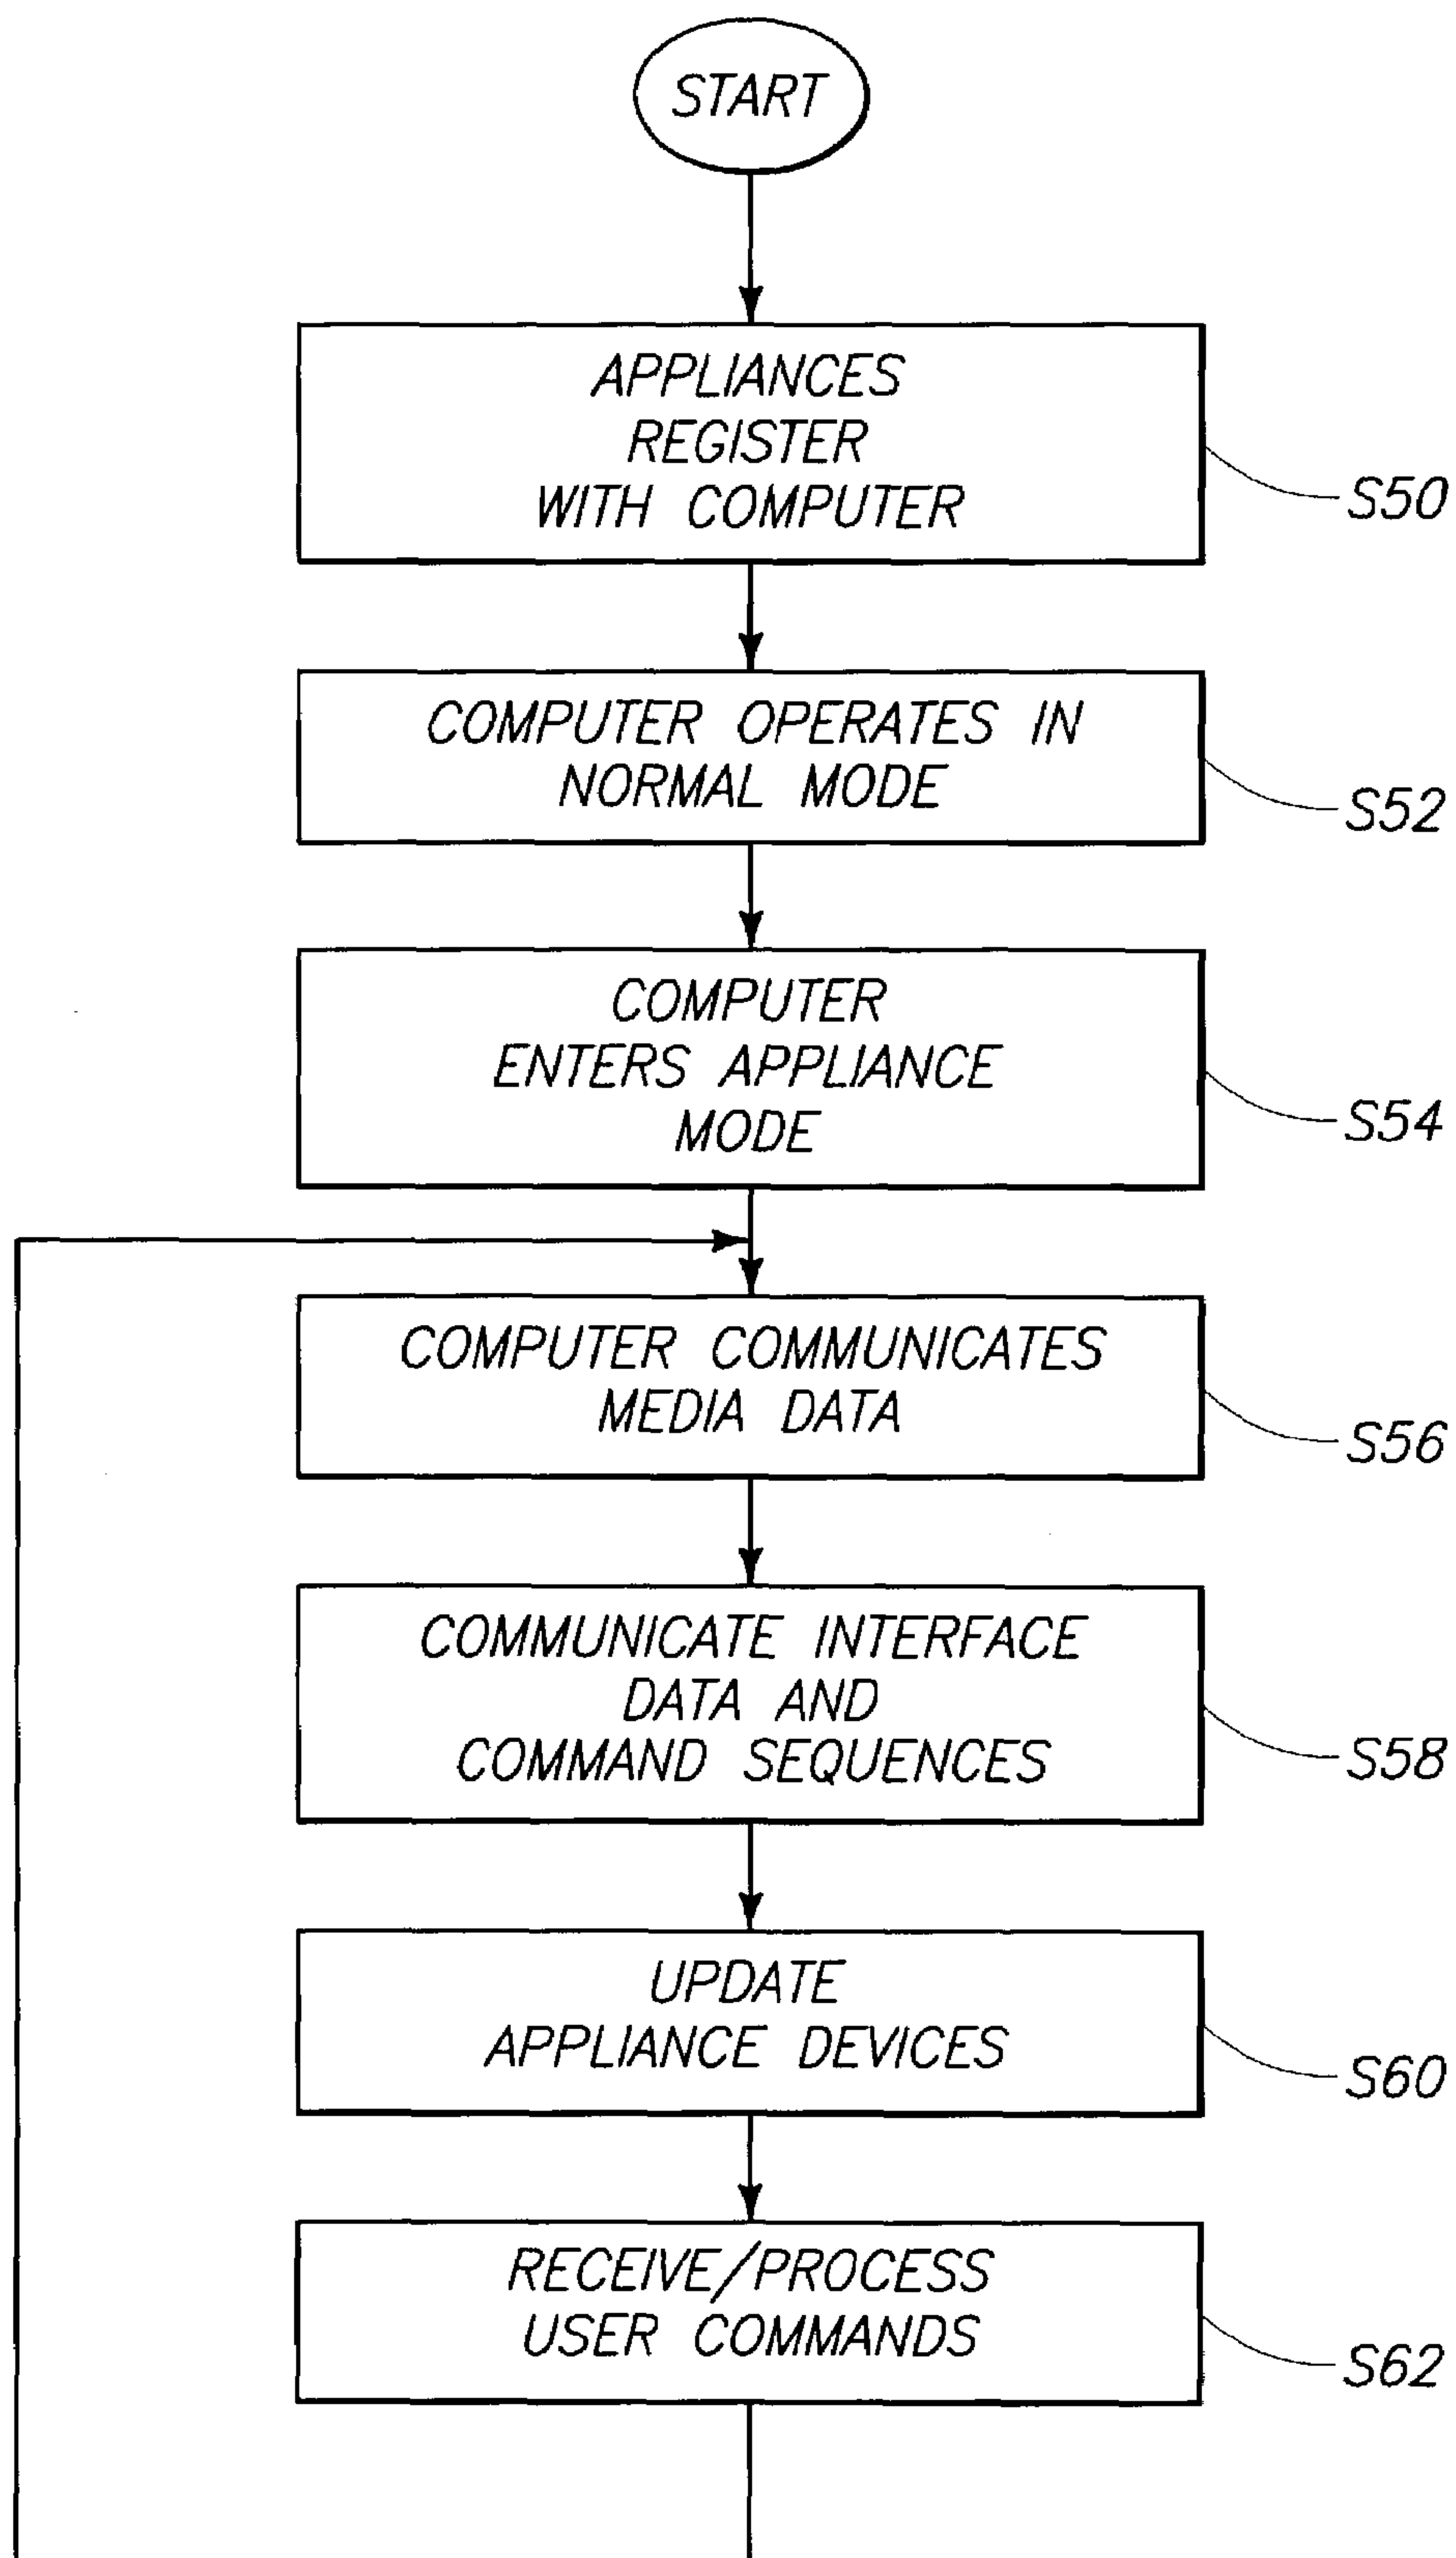 START
APPLIANCES
REGISTER
WITH COMPUTER
S50
COMPUTER OPERATES IN
NORMAL MODE
S52
COMPUTER
ENTERS APPLIANCE
MODE
S54
COMPUTER COMMUNICATES
MEDIA DATA
S56
COMMUNICATE INTERFACE
DATA AND
COMMAND SEQUENCES
S58
UPDATE
APPLIANCE DEVICES
S60
RECEIVE/PROCESS
USER COMMANDS
S62